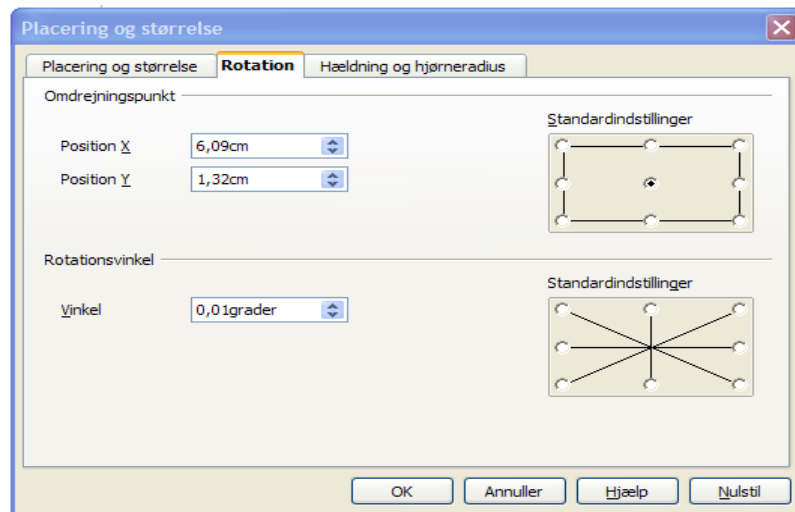 Placering og størrelse
Placering og størrelse Rotation Hældning og hjørneradius
Omdrejningspunkt
Standardindstillinger
Position X 6,09cm
Position Y 1,32cm
Rotationsvinkel
Standardindstillinger
Vinkel 0,01grader
OK Annuller Hjælp Nulstil